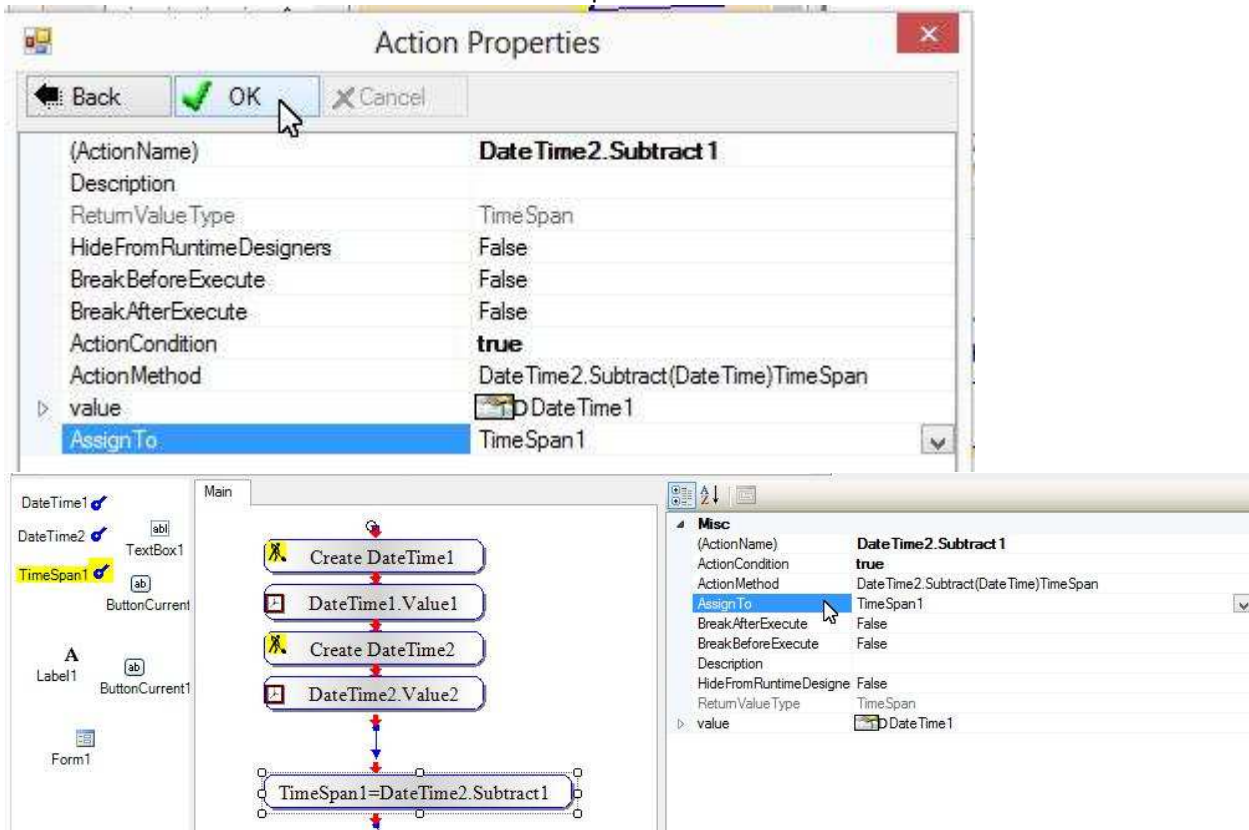 Action Properties
Back OK Cancel
(ActionName) DateTime2.Subtract1
Description
ReturnValueType TimeSpan
HideFromRuntimeDesigners False
BreakBeforeExecute False
BreakAfterExecute False
ActionCondition true
ActionMethod DateTime2.Subtract(DateTime)TimeSpan
value DateTime1
AssignTo TimeSpan1
DateTime1
DateTime2
abl
TextBox1
TimeSpan1
ab
ButtonCurrent
A
Label1
ab
ButtonCurrent1
Form1
Main
Create DateTime1
DateTime1.Value1
Create DateTime2
DateTime2.Value2
TimeSpan1=DateTime2.Subtract1
Misc
(ActionName) DateTime2.Subtract1
ActionCondition true
ActionMethod DateTime2.Subtract(DateTime)TimeSpan
AssignTo TimeSpan1
BreakAfterExecute False
BreakBeforeExecute False
Description
HideFromRuntimeDesigne False
ReturnValueType TimeSpan
value DateTime1